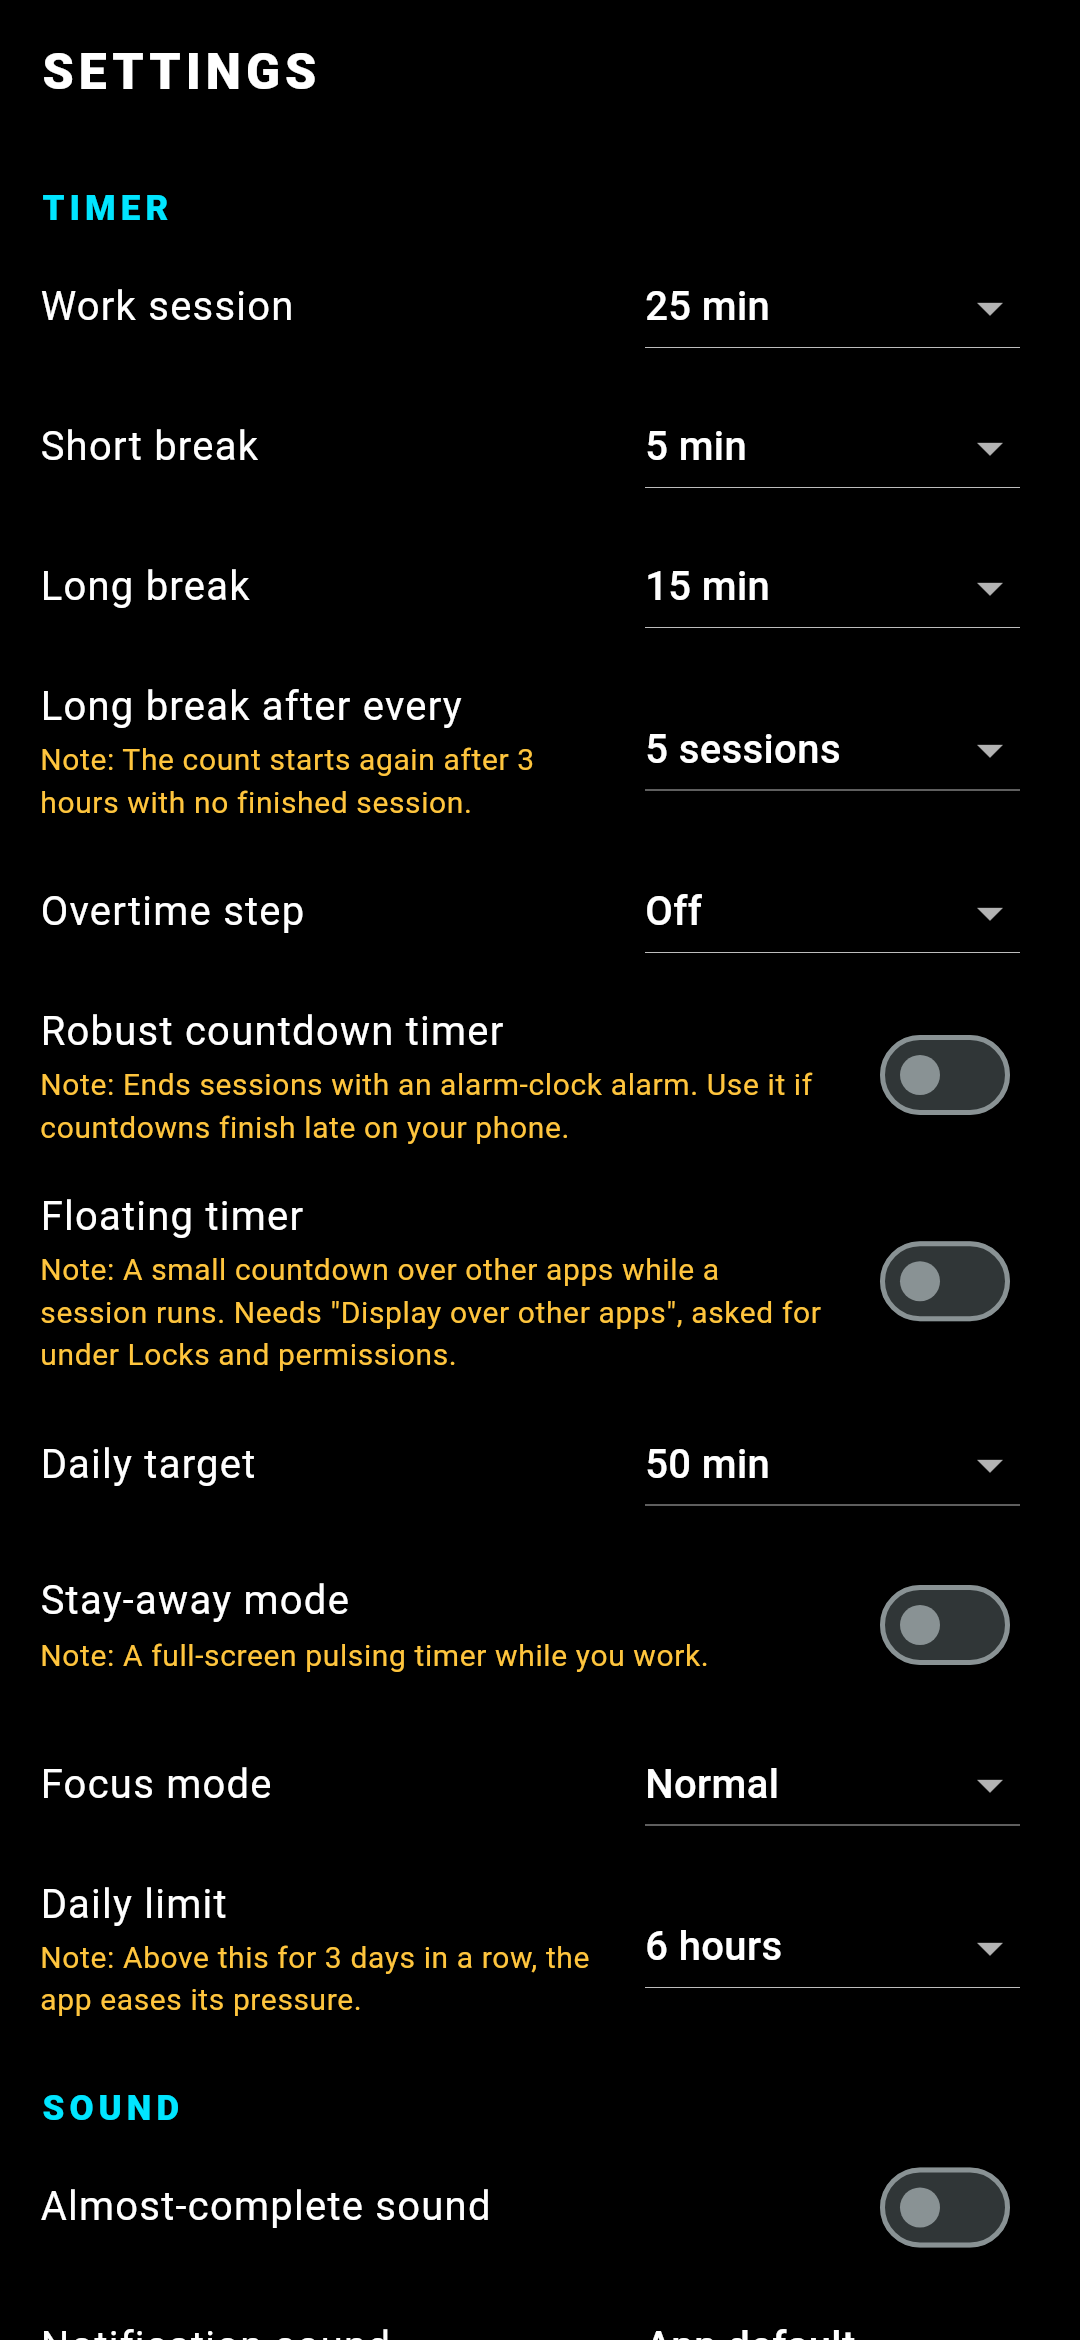 SETTINGS
TIMER
Work session
25 min
Short break
5 min
Long break
15 min
Long break after every
Note: The count starts again after 3
hours with no finished session.
5 sessions
Overtime step
Off
Robust countdown timer
Note: Ends sessions with an alarm-clock alarm. Use it if
countdowns finish late on your phone.
Floating timer
Note: A small countdown over other apps while a
session runs. Needs "Display over other apps", asked for
under Locks and permissions.
Daily target
50 min
Stay-away mode
Note: A full-screen pulsing timer while you work.
Focus mode
Normal
Daily limit
Note: Above this for 3 days in a row, the
app eases its pressure.
6 hours
SOUND
Almost-complete sound
Notification sound
App default